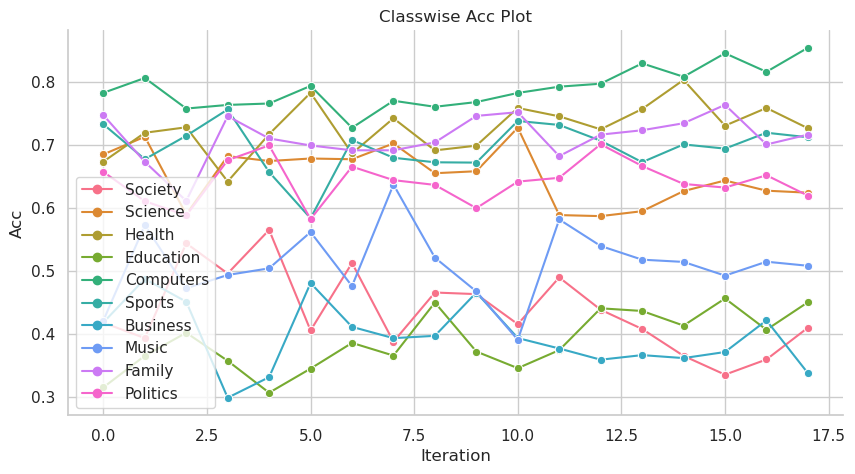 Classwise Acc Plot
Acc
0.8
0.7
0.6
0.5
0.4
0.3
Society
Science
Health
Education
Computers
Sports
Business
Music
Family
Politics
0.0 2.5 5.0 7.5 10.0 12.5 15.0 17.5
Iteration